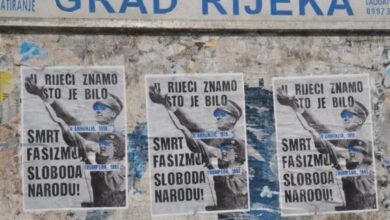 GRAD RIJEKA
U RIJECI ZNAMO
ŠTO JE BILO
SMRT
FAŠIZMU
SLOBODA
NARODU!
U RIJECI ZNAMO
ŠTO JE BILO
SMRT
FAŠIZMU
SLOBODA
NARODU!
U RIJECI ZNAMO
ŠTO JE BILO
SMRT
FAŠIZMU
SLOBODA
NARODU!